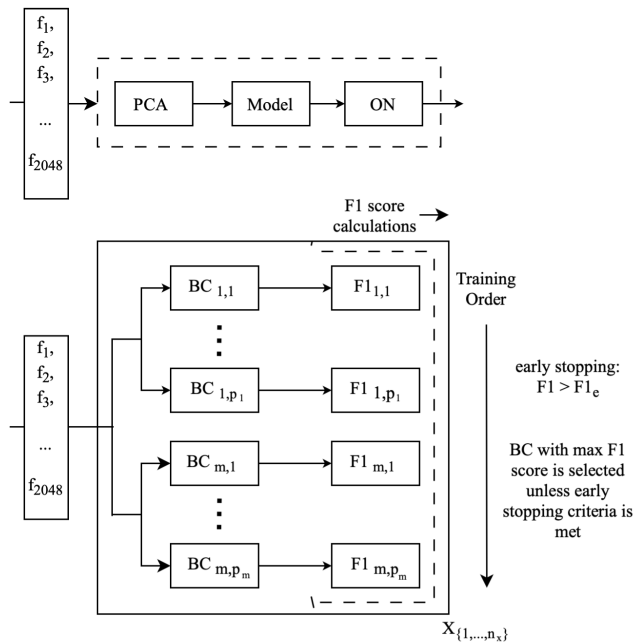 f₁,
f₂,
f₃,
...
f₂₀₄₈
PCA
Model
ON
F1 score
calculations
Training
Order
f₁,
f₂,
f₃,
...
f₂₀₄₈
BC 1,1
F1 1,1
BC 1,p₁
F1 1,p₁
BC m,1
F1 m,1
BC m,pₘ
F1 m,pₘ
early stopping:
F1 > F1ₑ
BC with max F1
score is selected
unless early
stopping criteria is
met
X{1,...,nₓ}